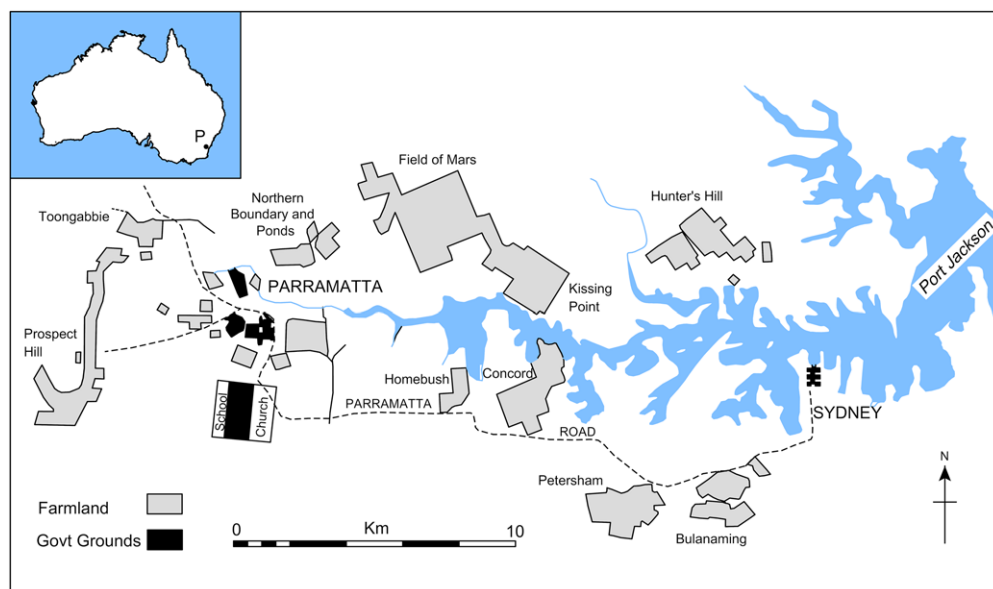 P
Field of Mars
Hunter's Hill
Toongabbie
Northern
Boundary and
Ponds
Port Jackson
PARRAMATTA
Kissing
Point
Prospect
Hill
Homebush
Concord
PARRAMATTA
ROAD
School
Church
SYDNEY
Petersham
Bulanaming
N
Farmland
Govt Grounds
0
Km
10